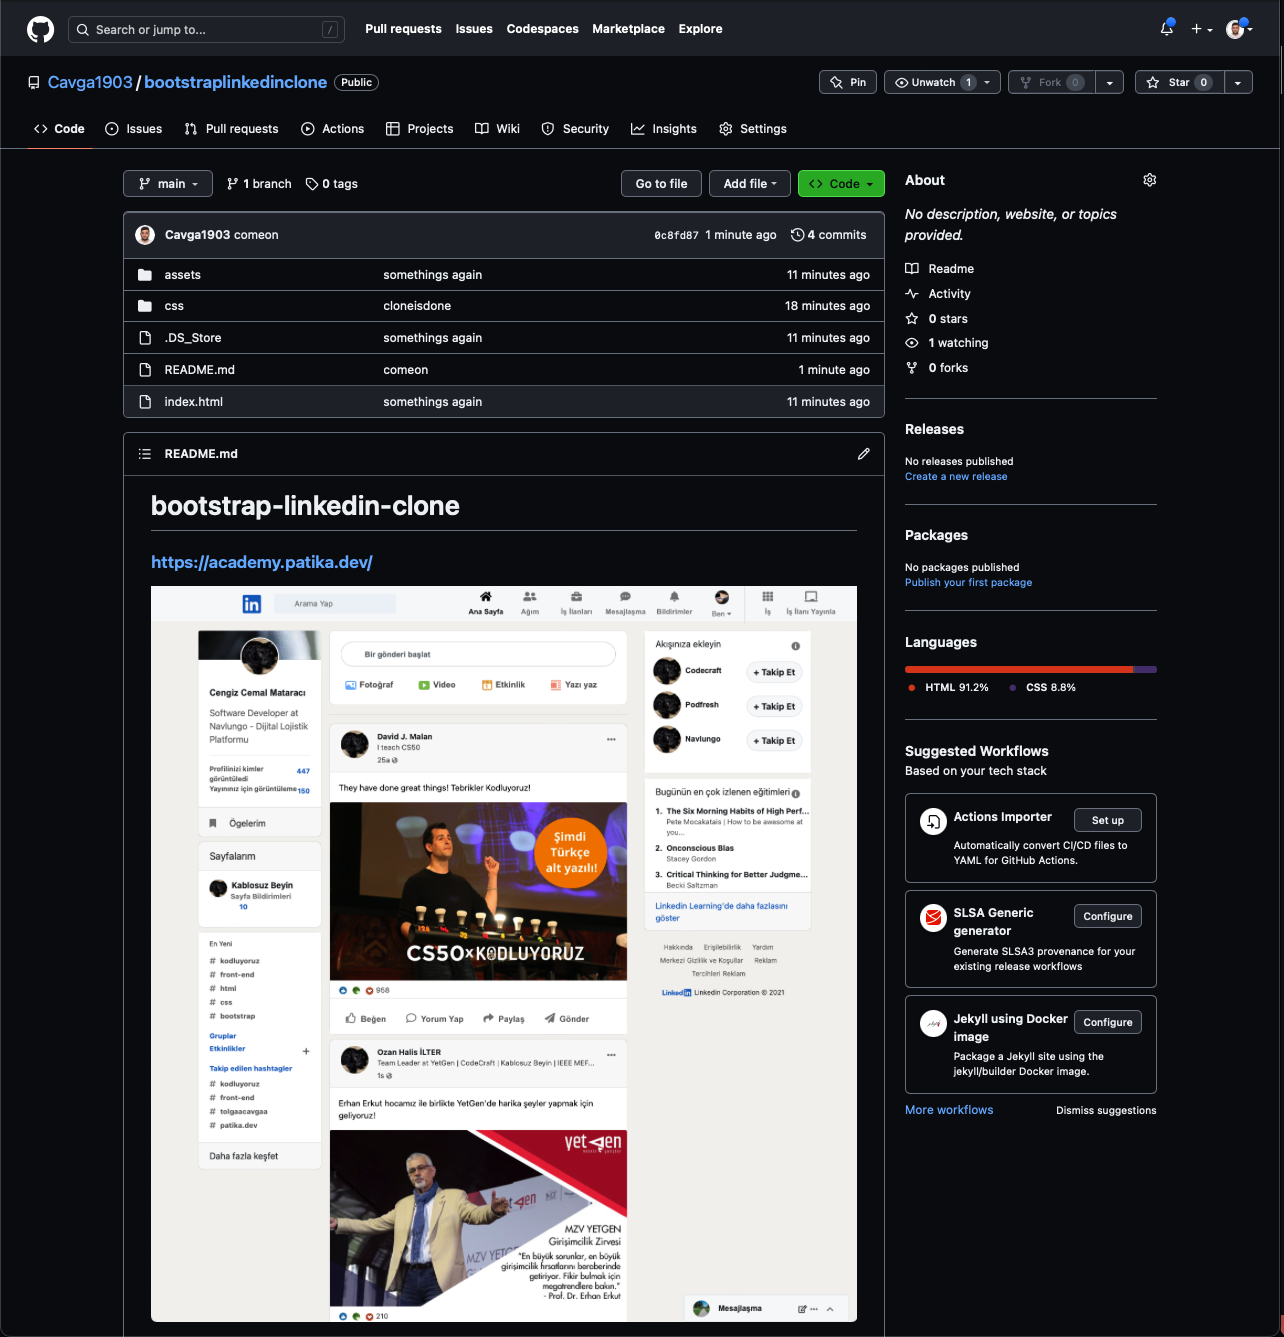 Search or jump to...
/
Pull requests
Issues
Codespaces
Marketplace
Explore
Cavga1903 / bootstraplinkedinclone
Public
Pin
Unwatch 1
Fork 0
Star 0
Code
Issues
Pull requests
Actions
Projects
Wiki
Security
Insights
Settings
main
1 branch
0 tags
Go to file
Add file
Code
Cavga1903 comeon
0c8fd87 1 minute ago
4 commits
assets
somethings again
11 minutes ago
css
cloneisdone
18 minutes ago
.DS_Store
somethings again
11 minutes ago
README.md
comeon
1 minute ago
index.html
somethings again
11 minutes ago
README.md
bootstrap-linkedin-clone
https://academy.patika.dev/
in
Arama Yap
Ana Sayfa
Ağım
İş İlanları
Mesajlaşma
Bildirimler
Ben
İş
İş İlanı Yayınla
Cengiz Cemal Mataracı
Software Developer at
Navlungo - Dijital Lojistik
Platformu
Profilinizi kimler
görüntüledi
447
Yayınınız için görüntüleme 150
Ögelerim
Sayfalarım
Kablosuz Beyin
Sayfa Bildirimleri
10
En Yeni
# kodluyoruz
# front-end
# html
# css
# bootstrap
Gruplar
Etkinlikler
+
Takip edilen hashtagler
# kodluyoruz
# front-end
# tolgaacavgaa
# patika.dev
Daha fazla keşfet
Bir gönderi başlat
Fotoğraf
Video
Etkinlik
Yazı yaz
David J. Malan
I teach CS50
25a
They have done great things! Tebrikler Kodluyoruz!
Şimdi
Türkçe
alt yazılı!
CS50xKODLUYORUZ
958
Beğen
Yorum Yap
Paylaş
Gönder
Ozan Halis İLTER
Team Leader at YetGen | CodeCraft | Kablosuz Beyin | IEEE MEF...
1s
Erhan Erkut hocamız ile birlikte YetGen'de harika şeyler yapmak için
geliyoruz!
yetgen
MZV YETGEN
Girişimcilik Zirvesi
"En büyük sorunlar, en büyük
girişimcilik fırsatlarını beraberinde
getiriyor. Fikir bulmak için
megatrendlere bakın."
- Prof. Dr. Erhan Erkut
210
Akışınıza ekleyin
Codecraft
+ Takip Et
Podfresh
+ Takip Et
Navlungo
+ Takip Et
Bugünün en çok izlenen eğitimleri
1. The Six Morning Habits of High Perf...
Pete Mocakatais | How to be awesome at
you...
2. Onconscious Bias
Stacey Gordon
3. Critical Thinking for Better Judgme...
Becki Saltzman
Linkedin Learning'de daha fazlasını
göster
Hakkında Erişilebilirlik Yardım
Merkezi Gizlilik ve Koşullar Reklam
Tercihleri Reklam
Linkedin Linkedin Corporation © 2021
Mesajlaşma
About
No description, website, or topics
provided.
Readme
Activity
0 stars
1 watching
0 forks
Releases
No releases published
Create a new release
Packages
No packages published
Publish your first package
Languages
HTML 91.2%
CSS 8.8%
Suggested Workflows
Based on your tech stack
Actions Importer
Set up
Automatically convert CI/CD files to
YAML for GitHub Actions.
SLSA Generic
generator
Configure
Generate SLSA3 provenance for your
existing release workflows
Jekyll using Docker
image
Configure
Package a Jekyll site using the
jekyll/builder Docker image.
More workflows
Dismiss suggestions